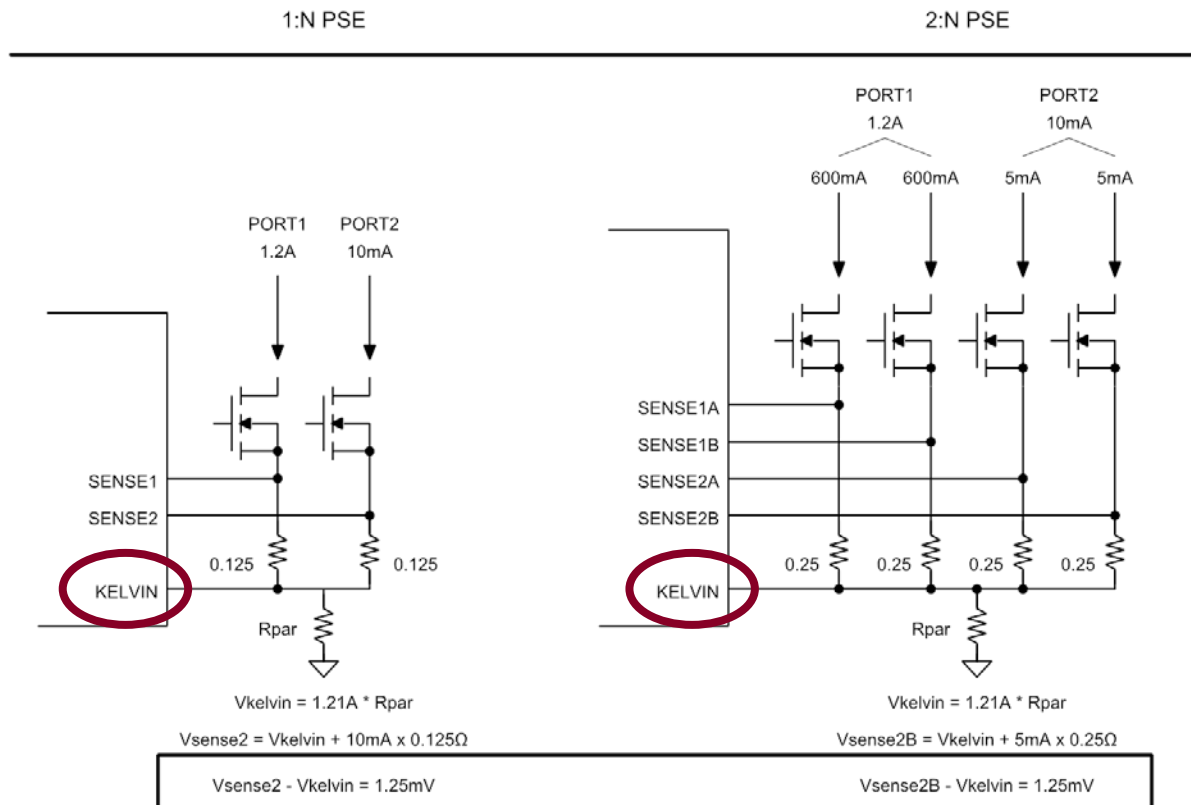 1:N PSE
2:N PSE
PORT1
1.2A
PORT2
10mA
600mA
600mA
5mA
5mA
PORT1
1.2A
PORT2
10mA
SENSE1
SENSE2
KELVIN
0.125
0.125
Rpar
SENSE1A
SENSE1B
SENSE2A
SENSE2B
KELVIN
0.25
0.25
0.25
0.25
Rpar
Vkelvin = 1.21A * Rpar
Vsense2 = Vkelvin + 10mA x 0.125Ω
Vsense2 - Vkelvin = 1.25mV
Vkelvin = 1.21A * Rpar
Vsense2B = Vkelvin + 5mA x 0.25Ω
Vsense2B - Vkelvin = 1.25mV